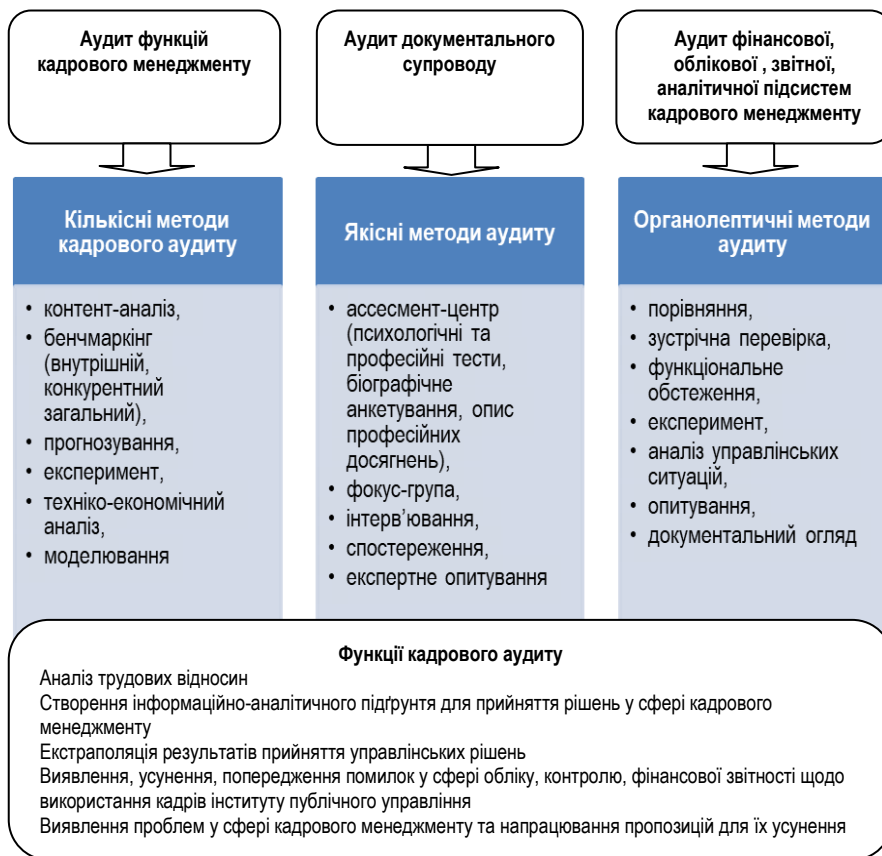 Аудит функцій
кадрового менеджменту
Аудит документального
супроводу
Аудит фінансової,
облікової , звітної,
аналітичної підсистем
кадрового менеджменту
Кількісні методи
кадрового аудиту
• контент-аналіз,
• бенчмаркінг
(внутрішній,
конкурентний
загальний),
• прогнозування,
• експеримент,
• техніко-економічний
аналіз,
• моделювання
Якісні методи аудиту
• ассесмент-центр
(психологічні та
професійні тести,
біографічне
анкетування, опис
професійних
досягнень),
• фокус-група,
• інтерв’ювання,
• спостереження,
• експертне опитування
Органолептичні методи
аудиту
• порівняння,
• зустрічна перевірка,
• функціональне
обстеження,
• експеримент,
• аналіз управлінських
ситуацій,
• опитування,
• документальний огляд
Функції кадрового аудиту
Аналіз трудових відносин
Створення інформаційно-аналітичного підґрунтя для прийняття рішень у сфері кадрового
менеджменту
Екстраполяція результатів прийняття управлінських рішень
Виявлення, усунення, попередження помилок у сфері обліку, контролю, фінансової звітності щодо
використання кадрів інституту публічного управління
Виявлення проблем у сфері кадрового менеджменту та напрацювання пропозицій для їх усунення